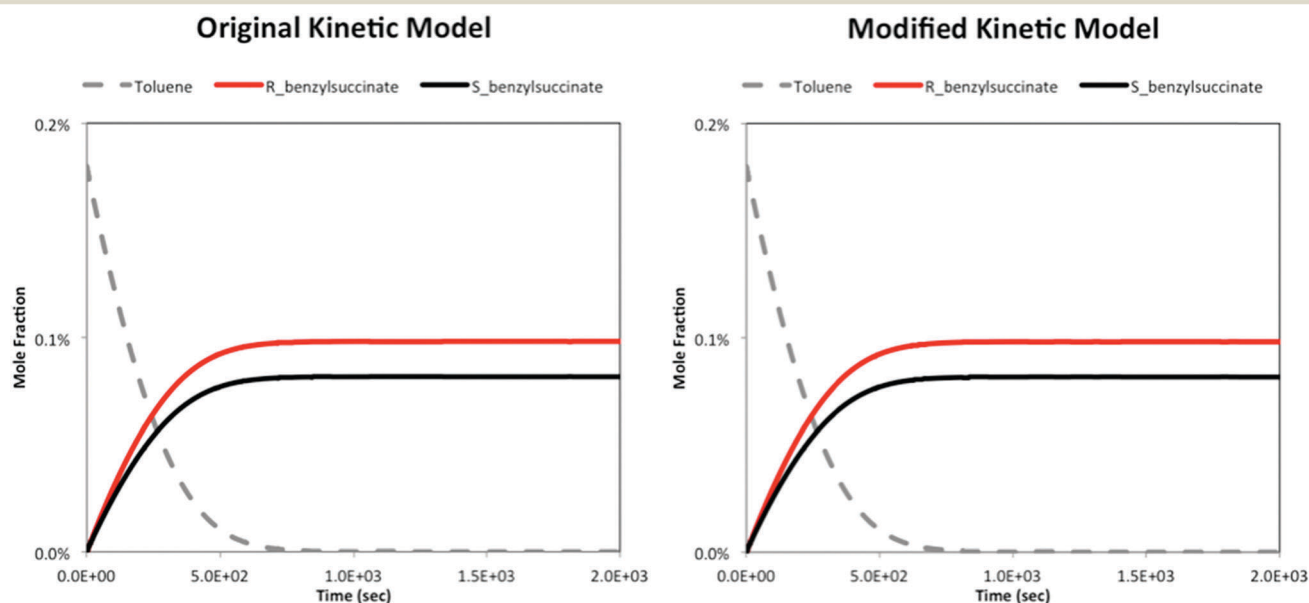 Original Kinetic Model
Toluene R_benzylsuccinate S_benzylsuccinate
0.2%
0.1%
0.0%
Mole Fraction
0.0E+00 5.0E+02 1.0E+03 1.5E+03 2.0E+03
Time (sec)
Modified Kinetic Model
Toluene R_benzylsuccinate S_benzylsuccinate
0.2%
0.1%
0.0%
Mole Fraction
0.0E+00 5.0E+02 1.0E+03 1.5E+03 2.0E+03
Time (sec)